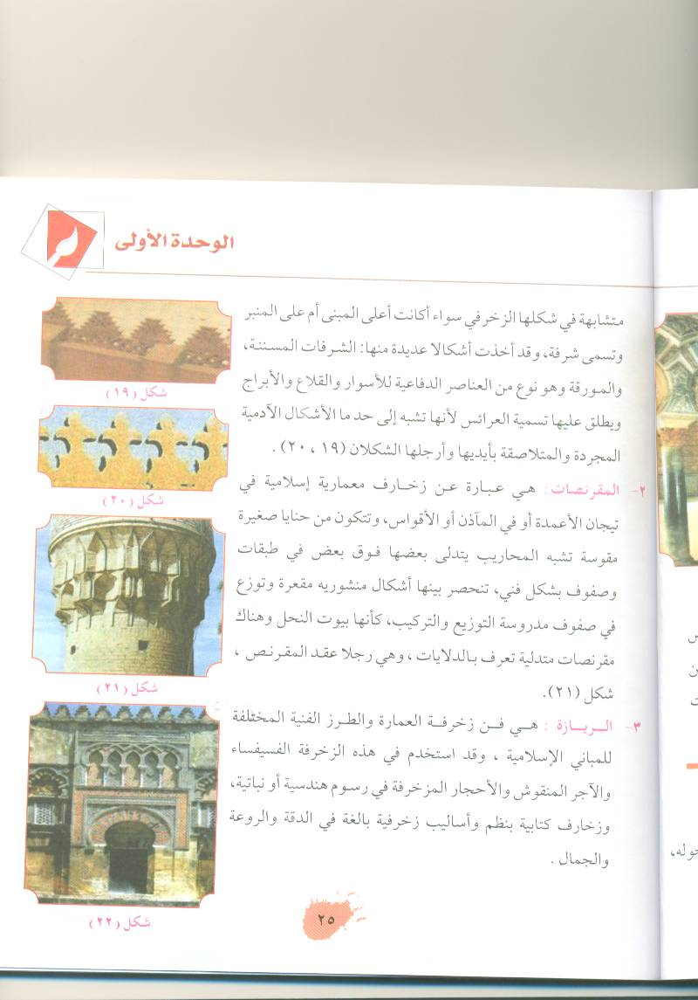 الوحدة الأولى
متشابهة في شكلها الزخرفي سواء أكانت أعلى المبنى أم على المنبر
وتسمى شرفة، وقد أخذت أشكالا عديدة منها: الشرفات المسننة،
والمورقة وهو نوع من العناصر الدفاعية للأسوار والقلاع والأبراج
ويطلق عليها تسمية العرائس لأنها تشبه إلى حد ما الأشكال الآدمية
المجردة والمتلاصقة بأيديها وأرجلها الشكلان (١٩ ، ٢٠) .
٢- المقرنصات : هي عبارة عن زخارف معمارية إسلامية في
تيجان الأعمدة أو في المآذن أو الأقواس، وتتكون من حنايا صغيرة
مقوسة تشبه المحاريب يتدلى بعضها فوق بعض في طبقات
وصفوف بشكل فني، تنحصر بينها أشكال منشوريه مقعرة وتوزع
في صفوف مدروسة التوزيع والتركيب، كأنها بيوت النحل وهناك
مقرنصات متدلية تعرف بالدلايات ، وهي رجلا عقد المقرنص ،
شكل (٢١).
٣- الريازة : هي فن زخرفة العمارة والطرز الفنية المختلفة
للمباني الإسلامية ، وقد استخدم في هذه الزخرفة الفسيفساء
والآجر المنقوش والأحجار المزخرفة في رسوم هندسية أو نباتية،
وزخارف كتابية بنظم وأساليب زخرفية بالغة في الدقة والروعة
والجمال .
شكل (١٩)
شكل (٢٠)
شكل (٢١)
شكل (٢٢)
٢٥
حوله،